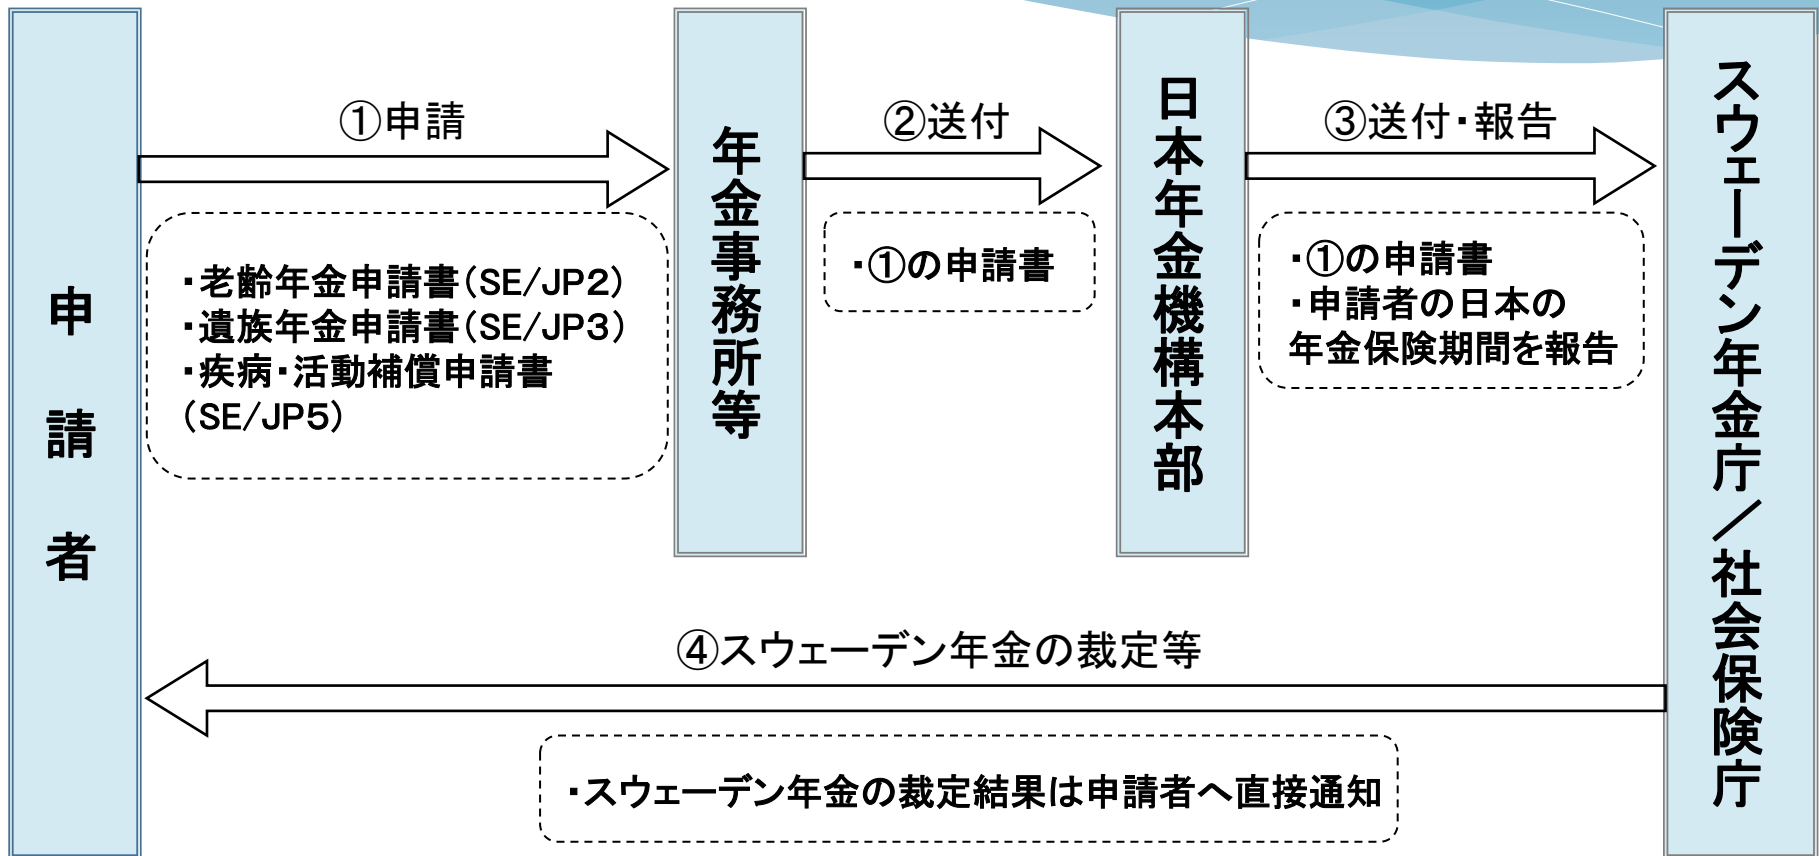 申請者
①申請
・老齢年金申請書(SE/JP2)
・遺族年金申請書(SE/JP3)
・疾病・活動補償申請書
(SE/JP5)
年金事務所等
②送付
・①の申請書
日本年金機構本部
③送付・報告
・①の申請書
・申請者の日本の
年金保険期間を報告
スウェーデン年金庁／社会保険庁
④スウェーデン年金の裁定等
・スウェーデン年金の裁定結果は申請者へ直接通知